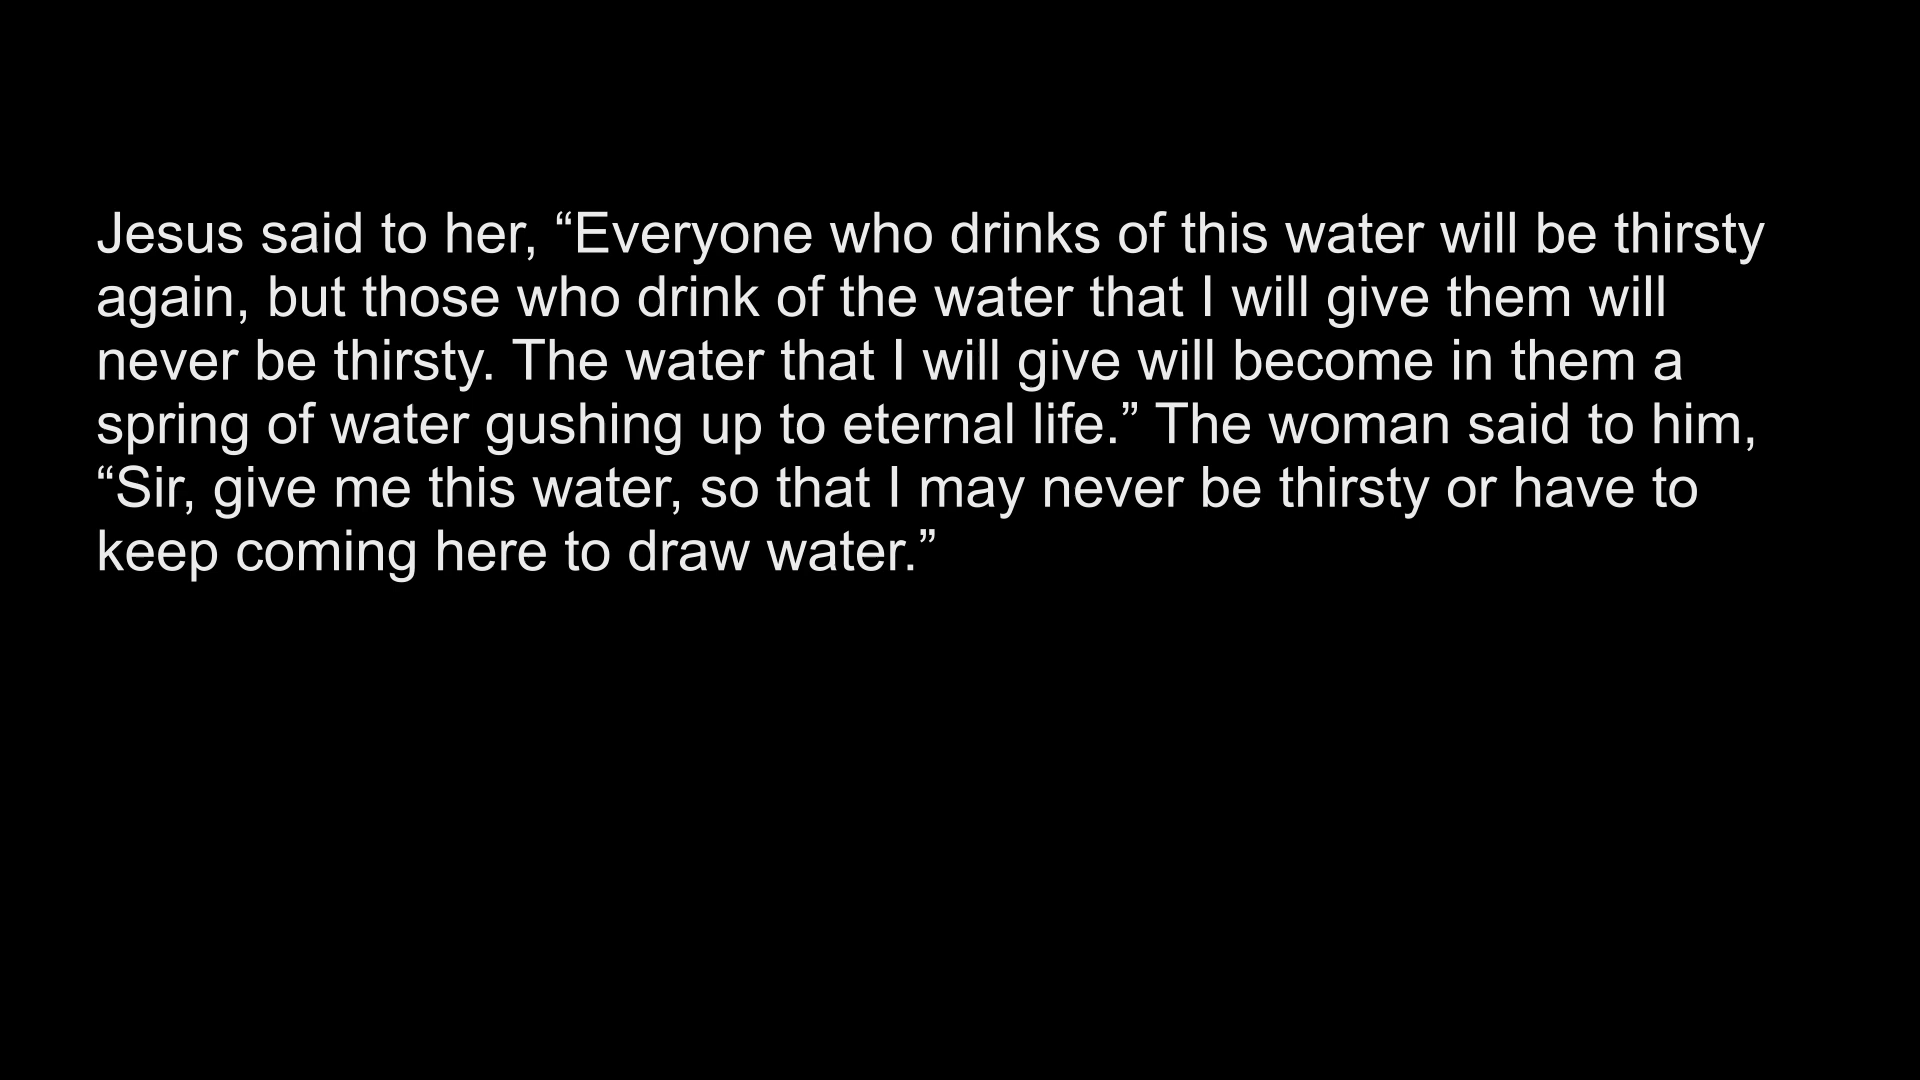 Jesus said to her, “Everyone who drinks of this water will be thirsty
again, but those who drink of the water that I will give them will
never be thirsty. The water that I will give will become in them a
spring of water gushing up to eternal life.” The woman said to him,
“Sir, give me this water, so that I may never be thirsty or have to
keep coming here to draw water.”